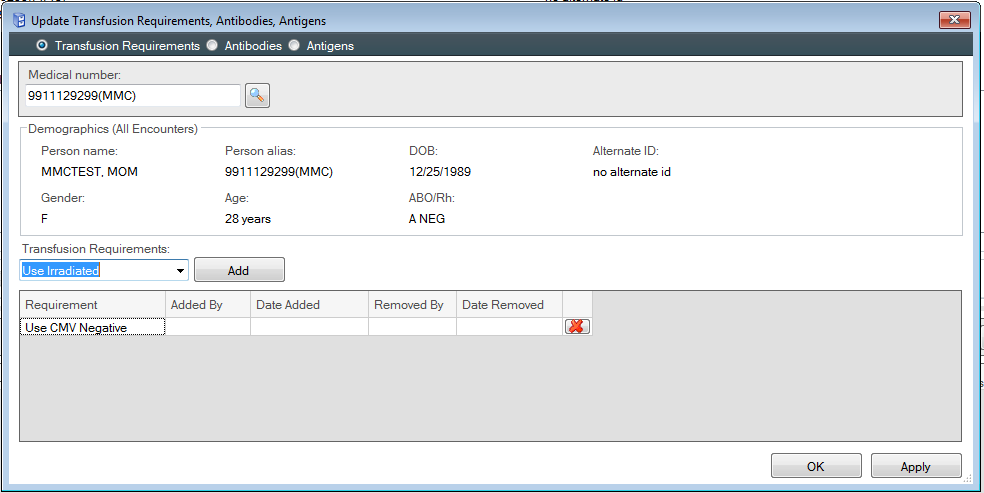 Update Transfusion Requirements, Antibodies, Antigens
Transfusion Requirements Antibodies Antigens
Medical number:
9911129299(MMC)
Demographics (All Encounters)
Person name: Person alias: DOB: Alternate ID:
MMCTEST, MOM 9911129299(MMC) 12/25/1989 no alternate id
Gender: Age: ABO/Rh:
F 28 years A NEG
Transfusion Requirements:
Use Irradiated Add
Requirement Added By Date Added Removed By Date Removed
Use CMV Negative
OK Apply